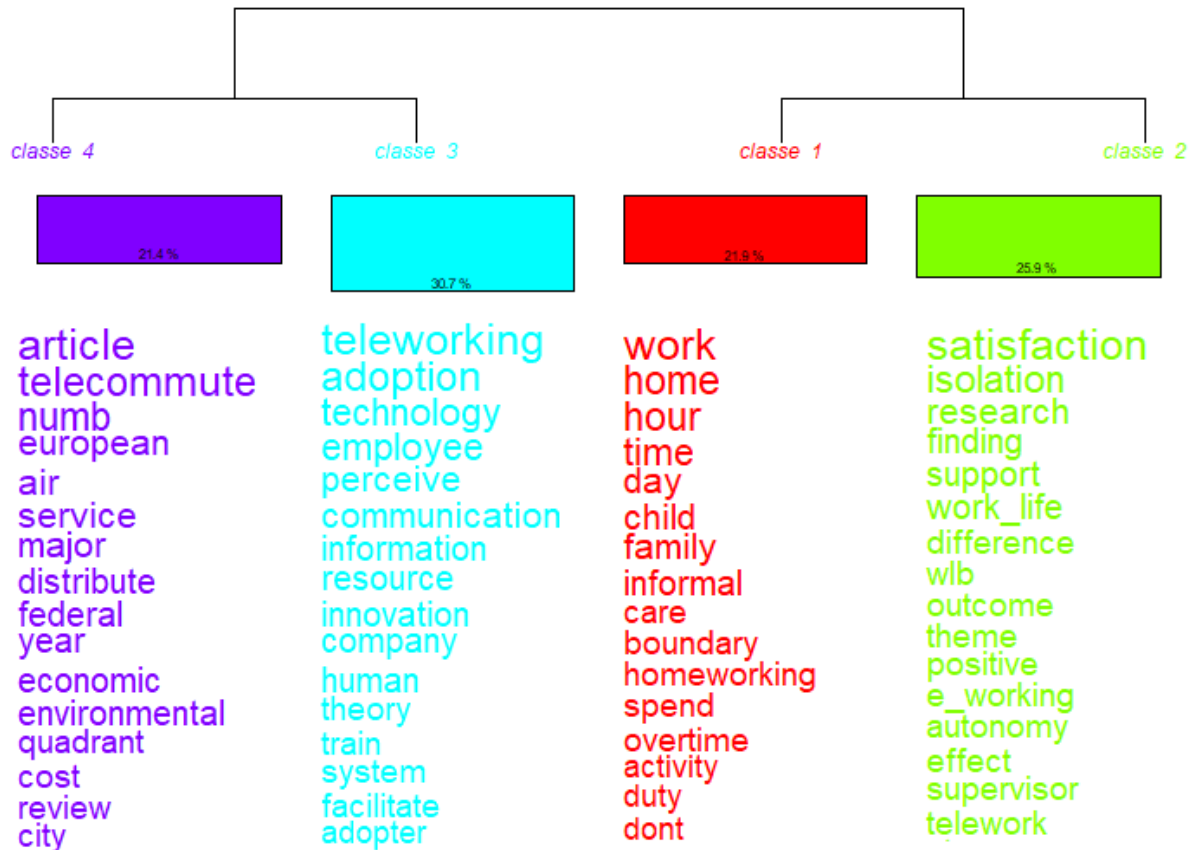 classe 4
classe 3
classe 1
classe 2
21.4 %
30.7 %
21.9 %
25.9 %
article
telecommute
numb
european
air
service
major
distribute
federal
year
economic
environmental
quadrant
cost
review
city
teleworking
adoption
technology
employee
perceive
communication
information
resource
innovation
company
human
theory
train
system
facilitate
adopter
work
home
hour
time
day
child
family
informal
care
boundary
homeworking
spend
overtime
activity
duty
dont
satisfaction
isolation
research
finding
support
work_life
difference
wlb
outcome
theme
positive
e_working
autonomy
effect
supervisor
telework